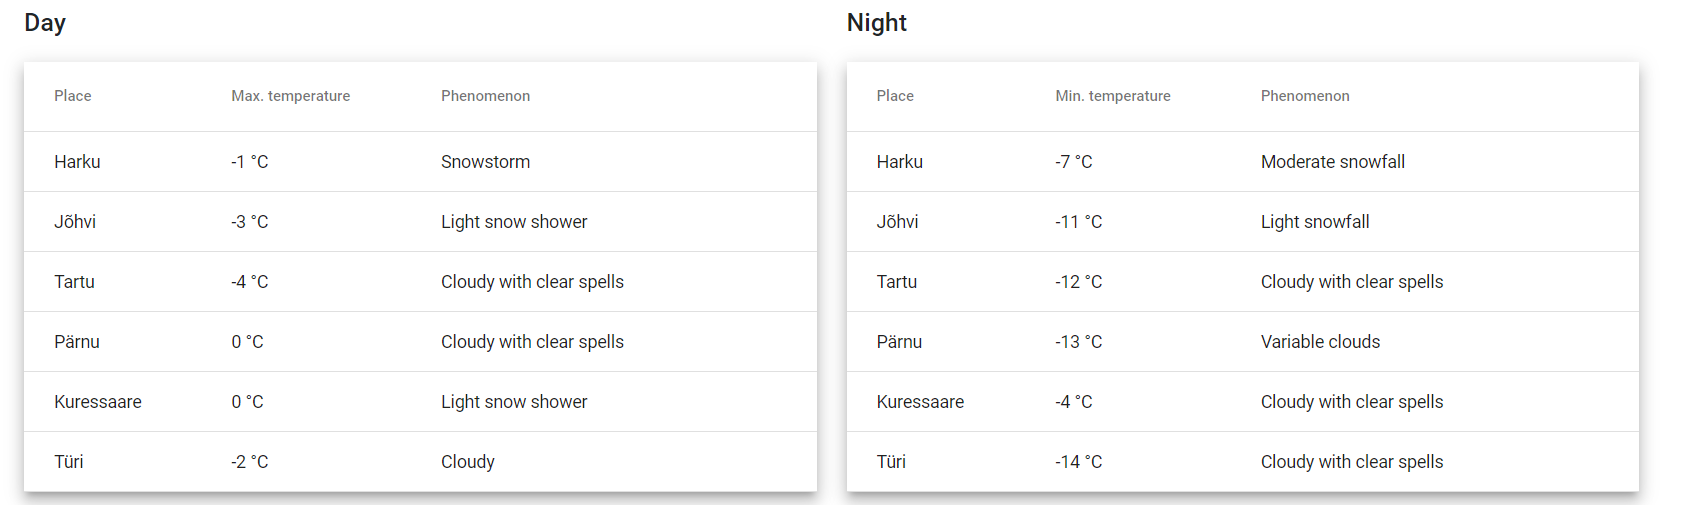 Day
Place Max. temperature Phenomenon
Harku -1 °C Snowstorm
Jõhvi -3 °C Light snow shower
Tartu -4 °C Cloudy with clear spells
Pärnu 0 °C Cloudy with clear spells
Kuressaare 0 °C Light snow shower
Türi -2 °C Cloudy
Night
Place Min. temperature Phenomenon
Harku -7 °C Moderate snowfall
Jõhvi -11 °C Light snowfall
Tartu -12 °C Cloudy with clear spells
Pärnu -13 °C Variable clouds
Kuressaare -4 °C Cloudy with clear spells
Türi -14 °C Cloudy with clear spells